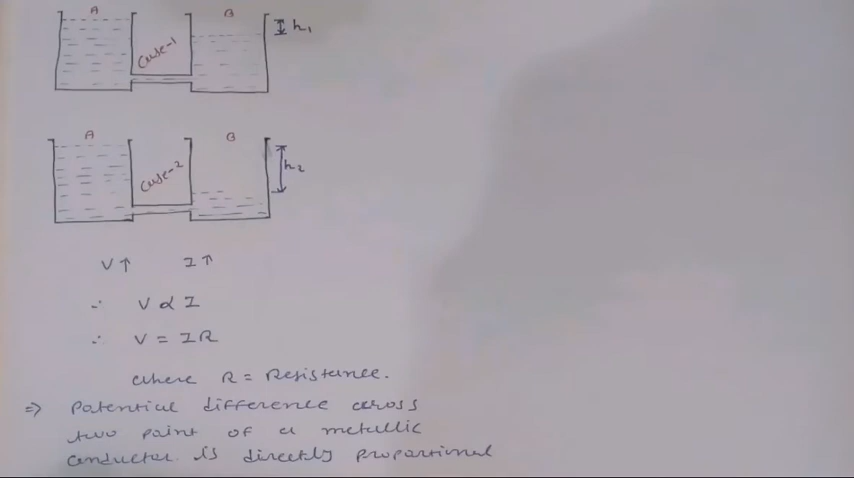 A B
h₁
Case-1
A B
h₂
Case-2
V↑ I↑
∴ V ∝ I
∴ V = IR
where R = Resistance.
⇒ Potential difference across
two point of a metallic
conductor is directly proportional